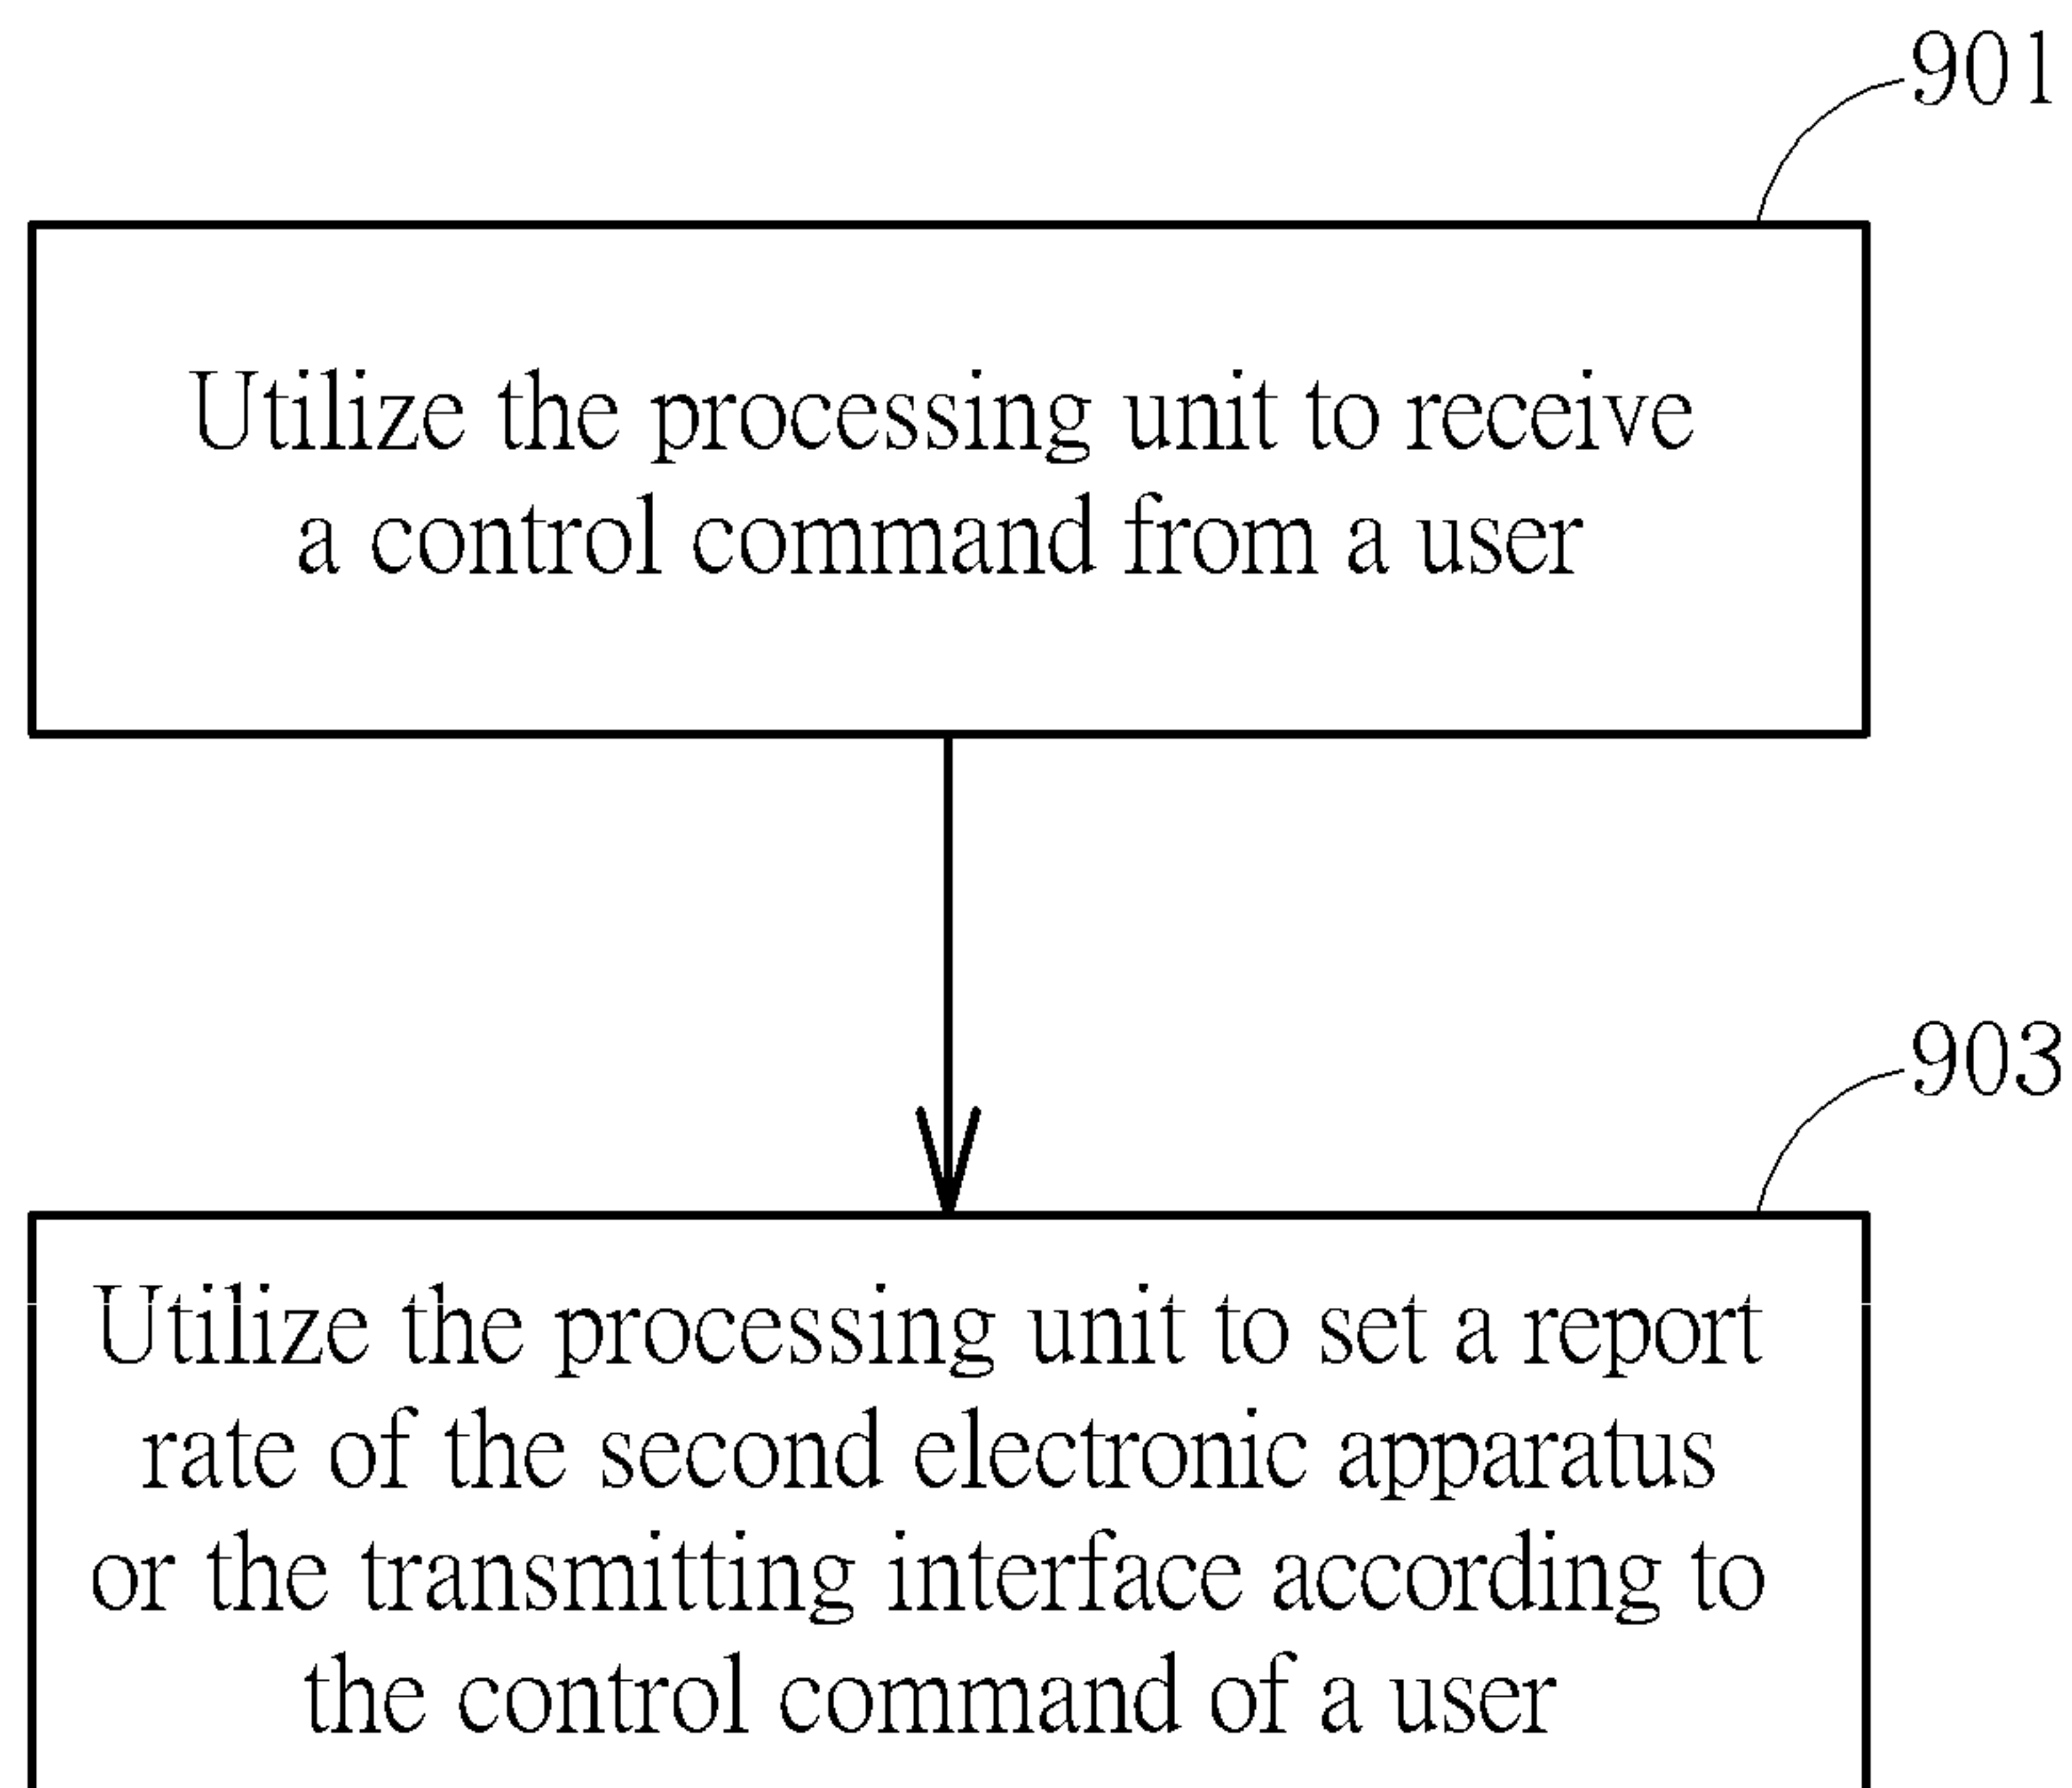 901
Utilize the processing unit to receive
a control command from a user
903
Utilize the processing unit to set a report
rate of the second electronic apparatus
or the transmitting interface according to
the control command of a user